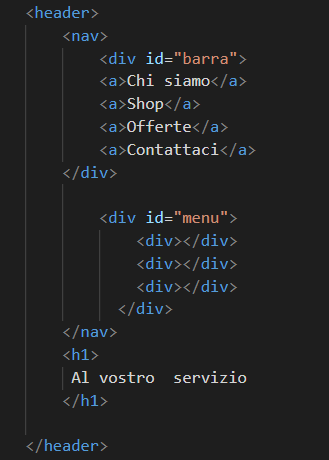 <header>
<nav>
<div id="barra">
<a>Chi siamo</a>
<a>Shop</a>
<a>Offerte</a>
<a>Contattaci</a>
</div>
<div id="menu">
<div></div>
<div></div>
<div></div>
</div>
</nav>
<h1>
Al vostro  servizio
</h1>
</header>